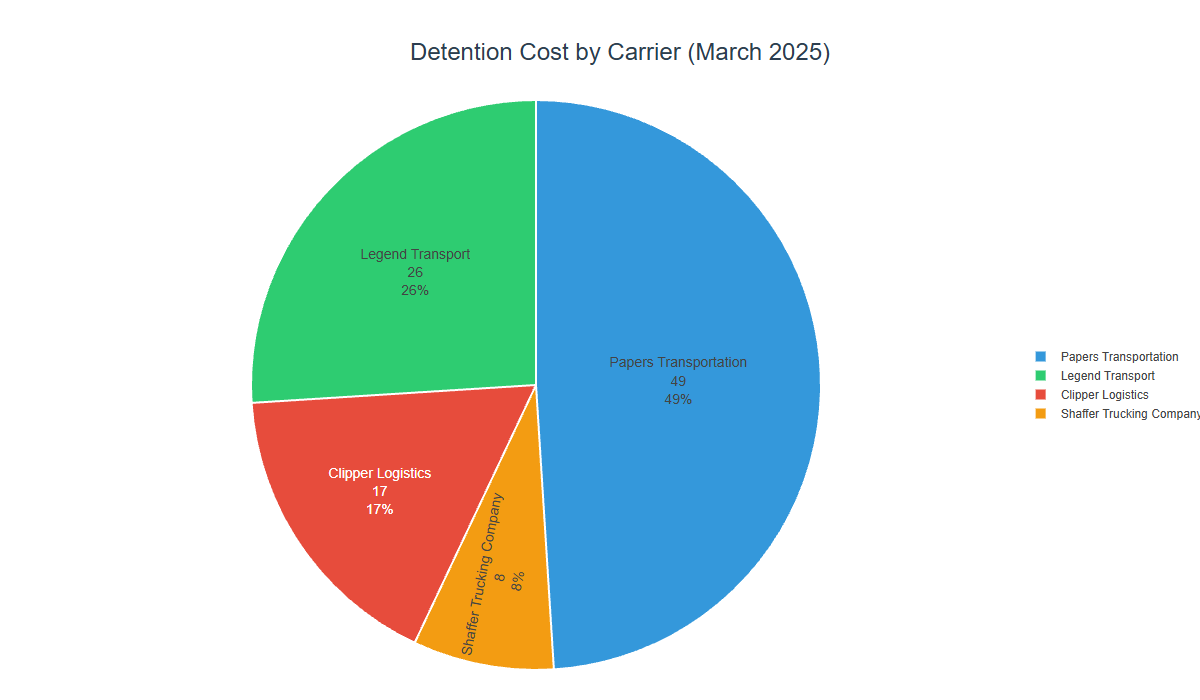 Detention Cost by Carrier (March 2025)
Legend Transport
26
26%
Papers Transportation
49
49%
Clipper Logistics
17
17%
Shaffer Trucking Company
8
8%
Papers Transportation
Legend Transport
Clipper Logistics
Shaffer Trucking Company